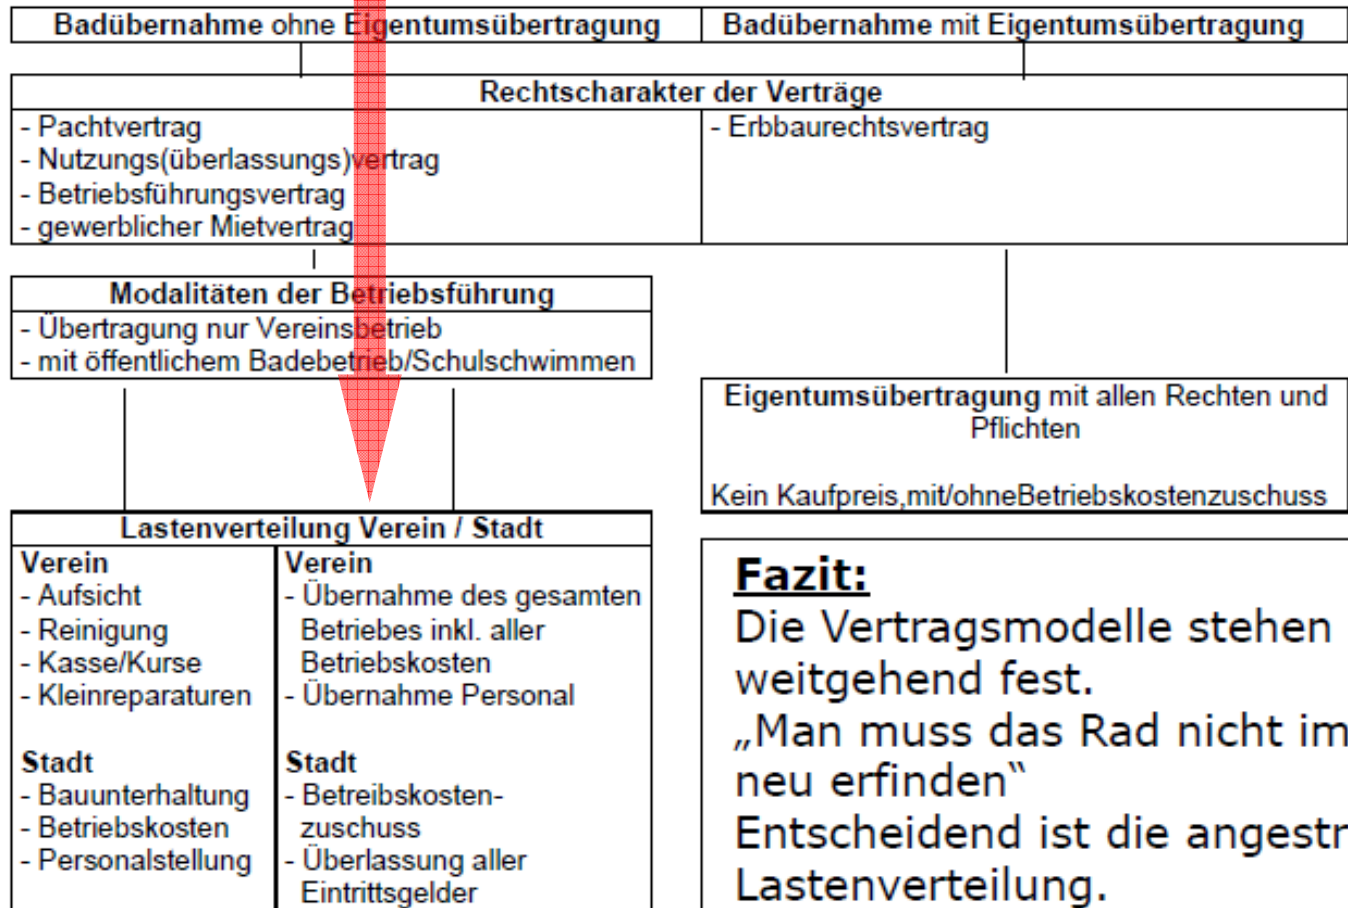 Badübernahme ohne Eigentumsübertragung
Badübernahme mit Eigentumsübertragung
Rechtscharakter der Verträge
- Pachtvertrag
- Nutzungs(überlassungs)vertrag
- Betriebsführungsvertrag
- gewerblicher Mietvertrag
- Erbbaurechtsvertrag
Modalitäten der Betriebsführung
- Übertragung nur Vereinsbetrieb
- mit öffentlichem Badebetrieb/Schulschwimmen
Eigentumsübertragung mit allen Rechten und
Pflichten
Kein Kaufpreis,mit/ohneBetriebskostenzuschuss
Lastenverteilung Verein / Stadt
Verein
- Aufsicht
- Reinigung
- Kasse/Kurse
- Kleinreparaturen
Stadt
- Bauunterhaltung
- Betriebskosten
- Personalstellung
Verein
- Übernahme des gesamten
Betriebes inkl. aller
Betriebskosten
- Übernahme Personal
Stadt
- Betreibskosten-
zuschuss
- Überlassung aller
Eintrittsgelder
Fazit:
Die Vertragsmodelle stehen
weitgehend fest.
„Man muss das Rad nicht im
neu erfinden“
Entscheidend ist die angestr
Lastenverteilung.